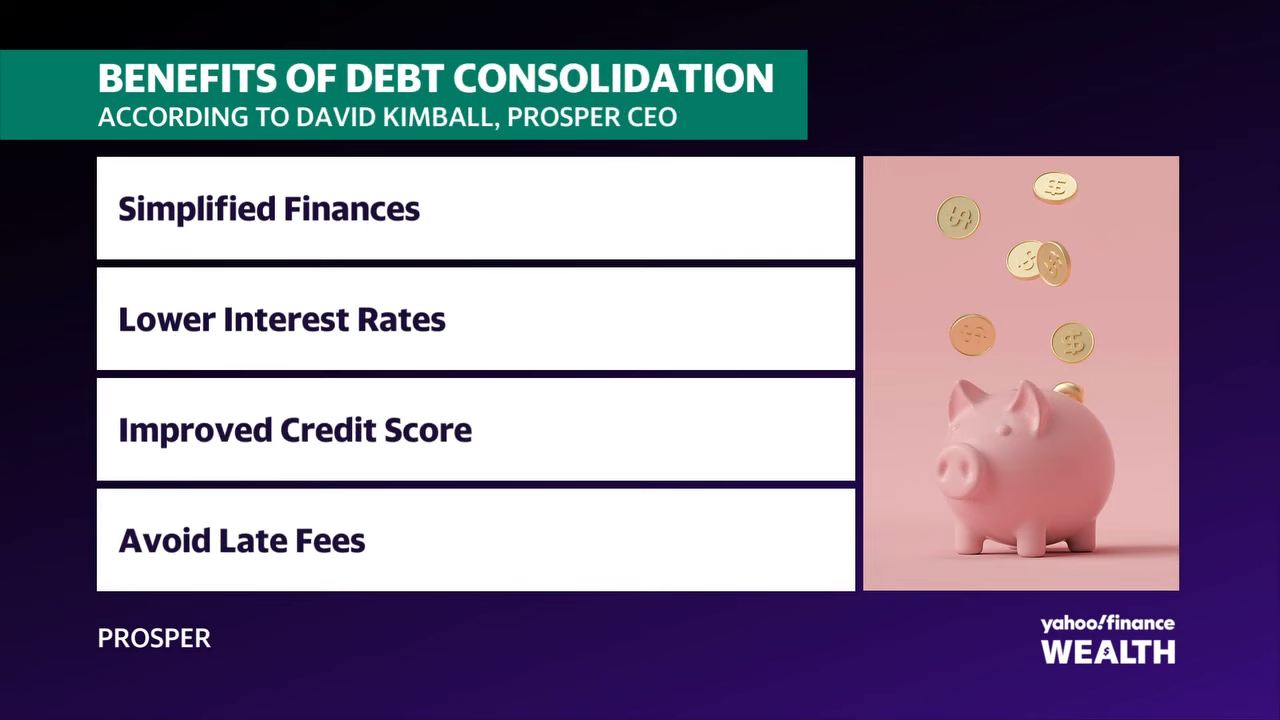 BENEFITS OF DEBT CONSOLIDATION
ACCORDING TO DAVID KIMBALL, PROSPER CEO
Simplified Finances
Lower Interest Rates
Improved Credit Score
Avoid Late Fees
PROSPER
yahoo!finance
WEALTH